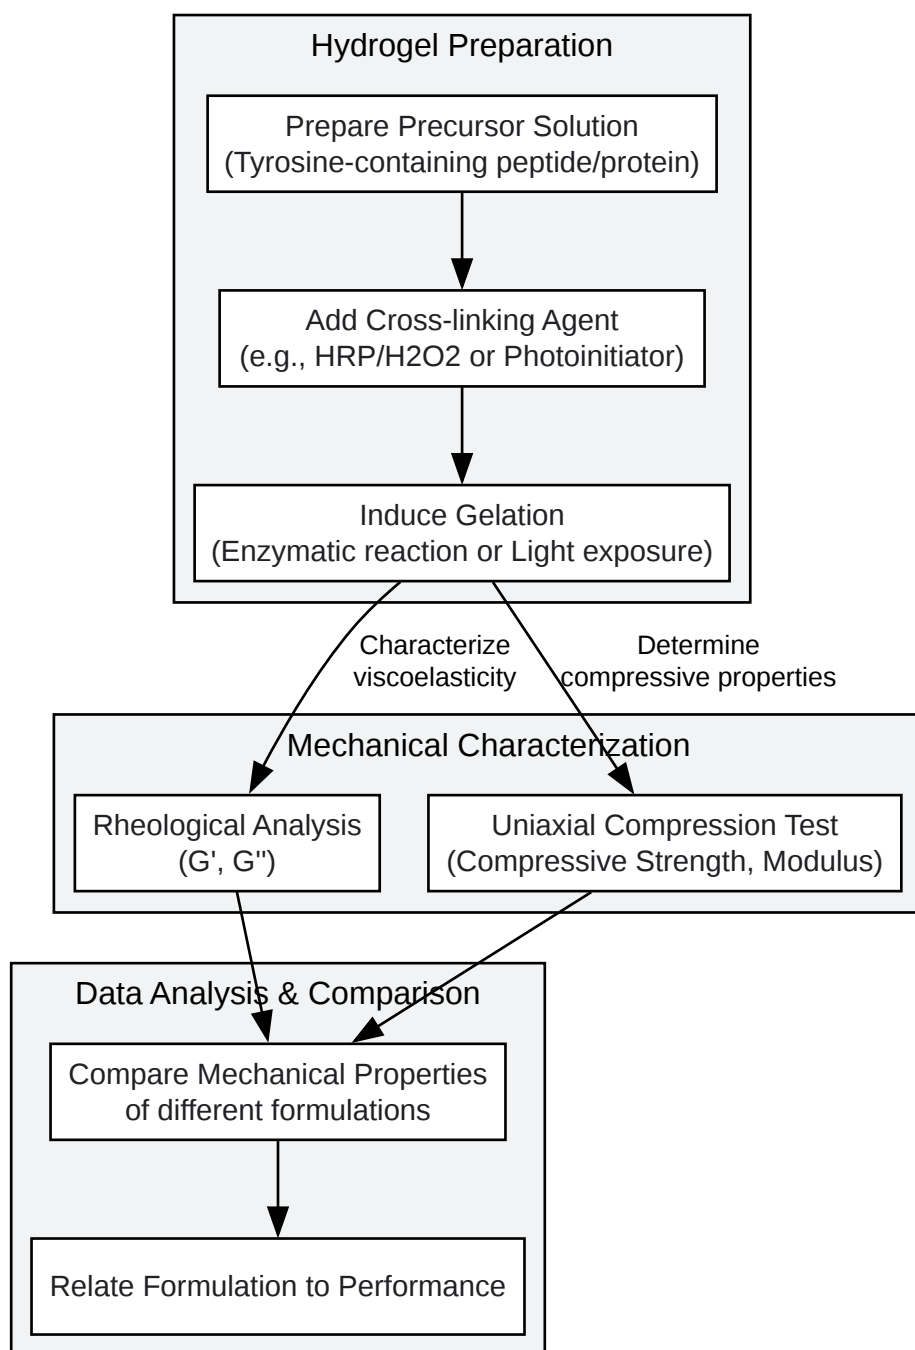 Hydrogel Preparation
Prepare Precursor Solution
(Tyrosine-containing peptide/protein)
Add Cross-linking Agent
(e.g., HRP/H2O2 or Photoinitiator)
Induce Gelation
(Enzymatic reaction or Light exposure)
Characterize
viscoelasticity
Determine
compressive properties
Mechanical Characterization
Rheological Analysis
(G', G'')
Uniaxial Compression Test
(Compressive Strength, Modulus)
Data Analysis & Comparison
Compare Mechanical Properties
of different formulations
Relate Formulation to Performance